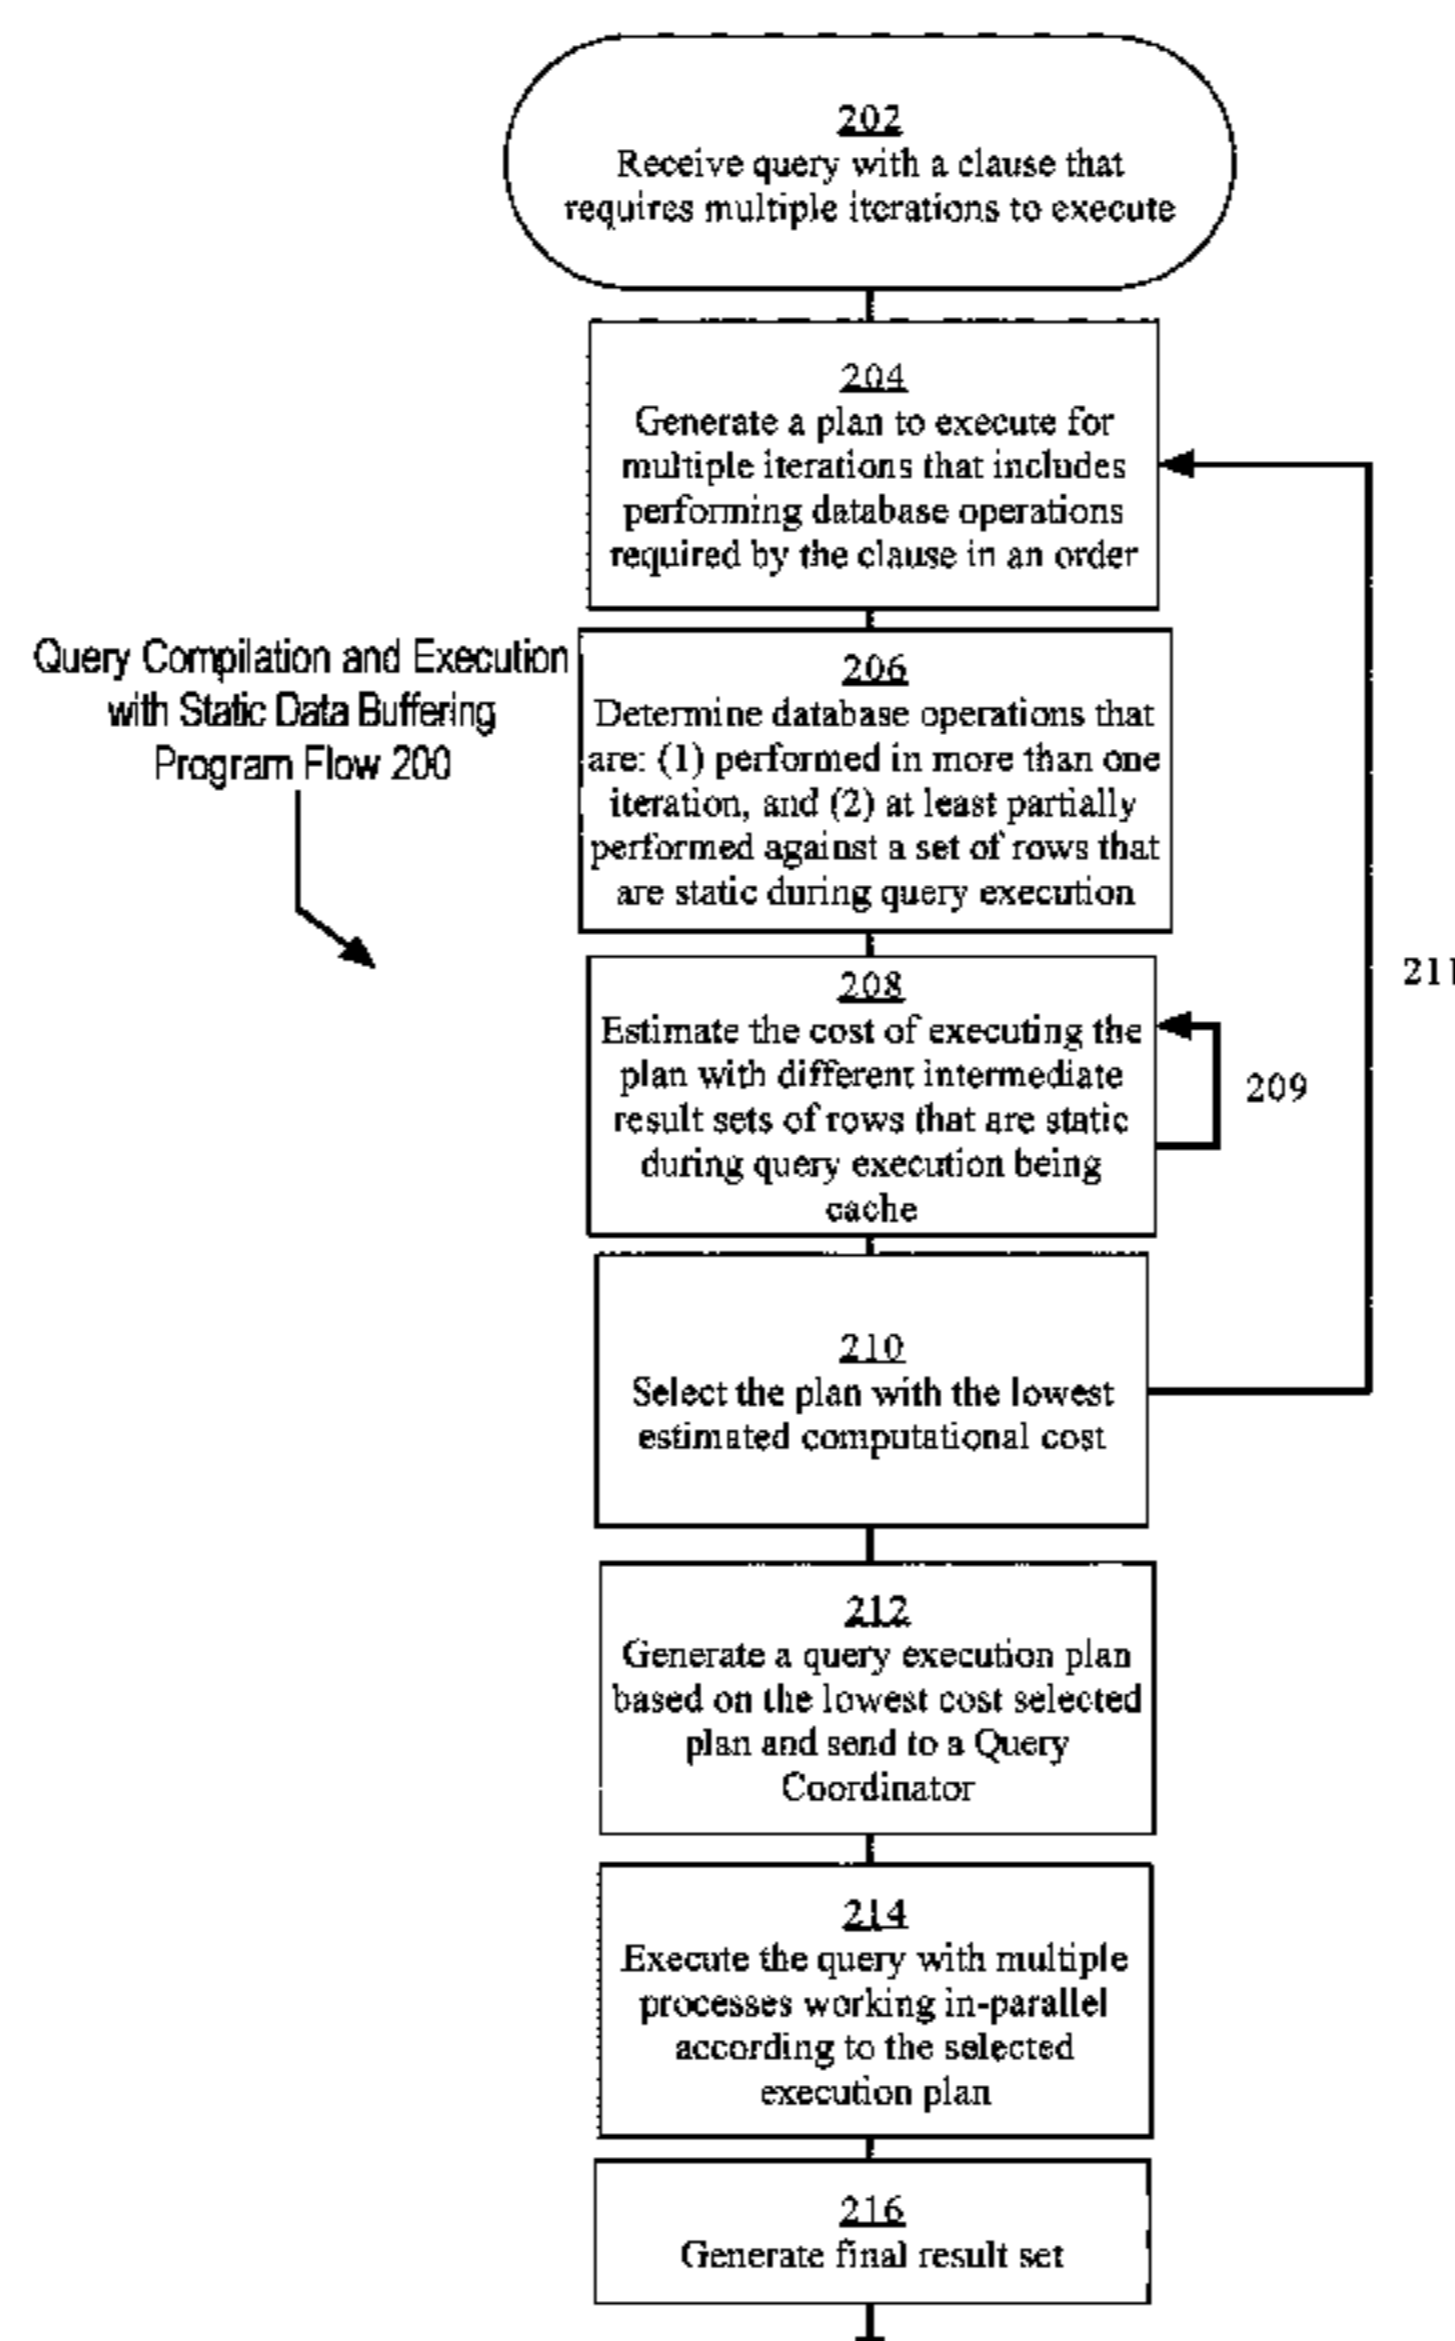 202
Receive query with a clause that
requires multiple iterations to execute
204
Generate a plan to execute for
multiple iterations that includes
performing database operations
required by the clause in an order
Query Compilation and Execution
with Static Data Buffering
Program Flow 200
206
Determine database operations that
are: (1) performed in more than one
iteration, and (2) at least partially
performed against a set of rows that
are static during query execution
211
208
Estimate the cost of executing the
plan with different intermediate
result sets of rows that are static
during query execution being
cache
209
210
Select the plan with the lowest
estimated computational cost
212
Generate a query execution plan
based on the lowest cost selected
plan and send to a Query
Coordinator
214
Execute the query with multiple
processes working in-parallel
according to the selected
execution plan
216
Generate final result set